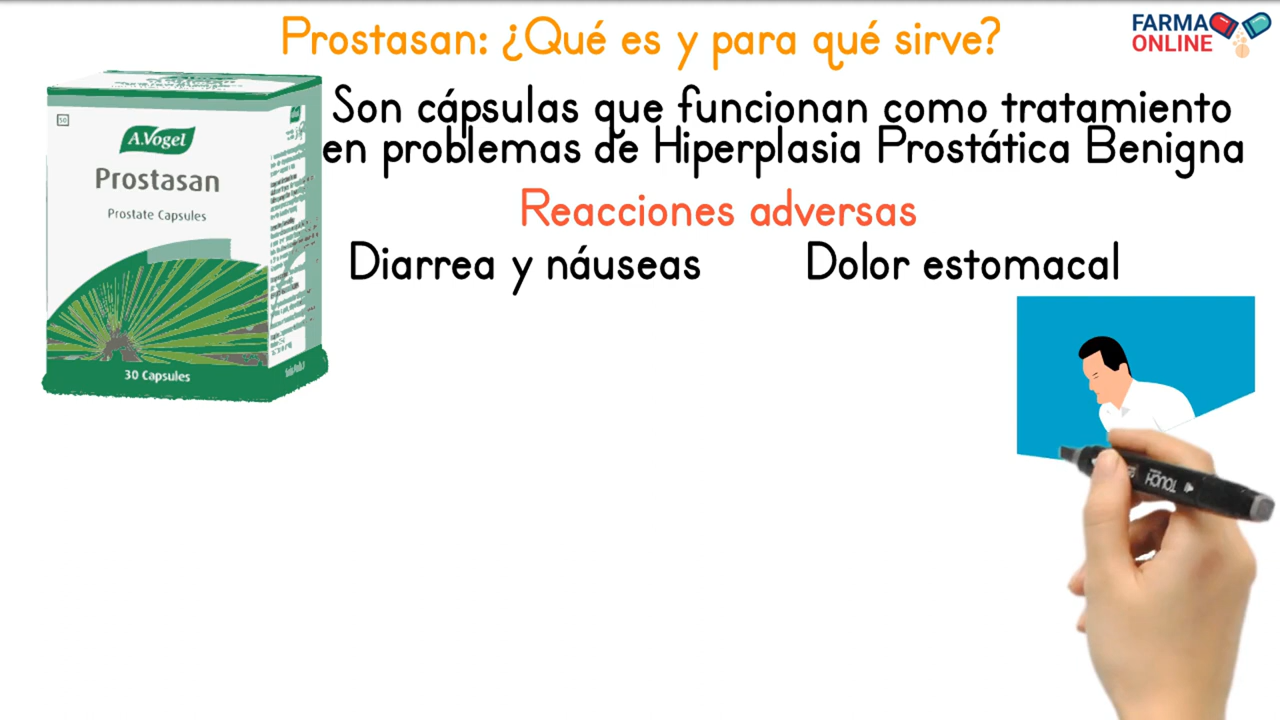 Prostasan: ¿Qué es y para qué sirve?
FARMA
ONLINE
Son cápsulas que funcionan como tratamiento
en problemas de Hiperplasia Prostática Benigna
Reacciones adversas
Diarrea y náuseas
Dolor estomacal
A.Vogel
Prostasan
Prostate Capsules
30 Capsules
TOUCH